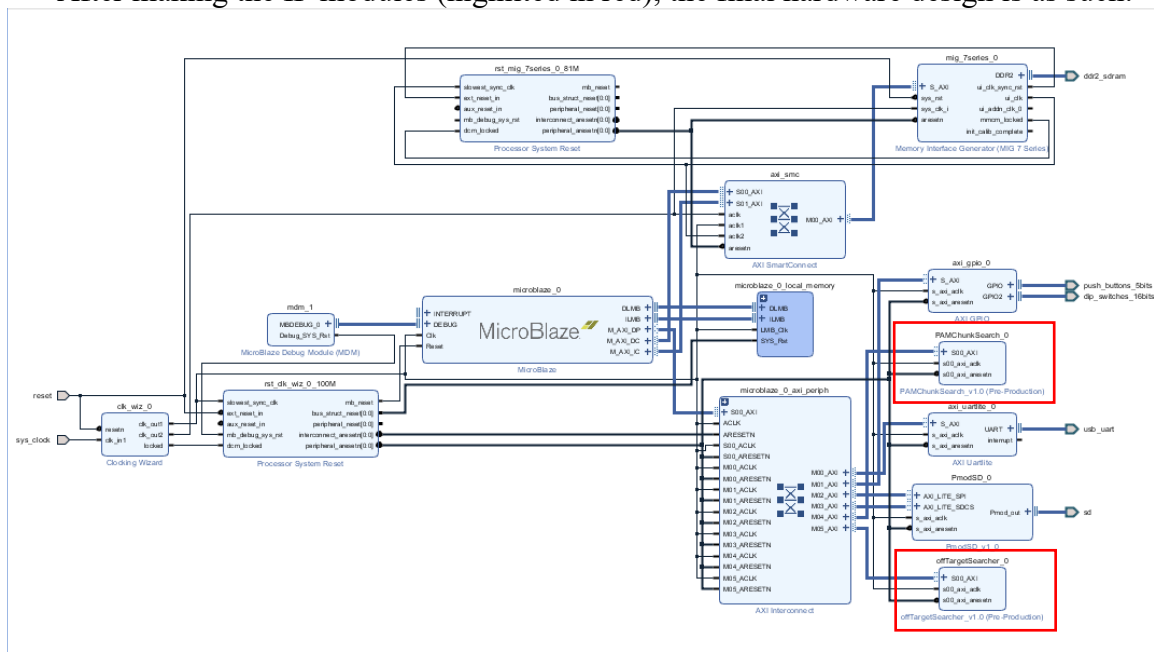 After making the IP modules in red), the final hardware design is as such:
rst_mig_7series_0_81M
slowest_sync_clk
ext_reset_in
aux_reset_in
mb_debug_sys_rst
dcm_locked
mb_reset
bus_struct_reset[0:0]
peripheral_reset[0:0]
interconnect_aresetn[0:0]
peripheral_aresetn[0:0]
Processor System Reset
mig_7series_0
S_AXI
sys_rst
sys_clk_i
aresetn
DDR2
ui_clk_sync_rst
ui_clk
ui_addn_clk_0
mmcm_locked
init_calib_complete
Memory Interface Generator (MIG 7 Series)
ddr2_sdram
axi_smc
S00_AXI
S01_AXI
aclk
aclk1
aclk2
aresetn
M00_AXI
AXI SmartConnect
axi_gpio_0
S_AXI
s_axi_aclk
s_axi_aresetn
GPIO
GPIO2
AXI GPIO
push_buttons_5bits
dip_switches_16bits
mdm_1
MBDEBUG_0
Debug_SYS_Rst
MicroBlaze Debug Module (MDM)
microblaze_0
INTERRUPT
DEBUG
Clk
Reset
MicroBlaze
DLMB
ILMB
M_AXI_DP
M_AXI_DC
M_AXI_IC
MicroBlaze
microblaze_0_local_memory
DLMB
ILMB
LMB_Clk
SYS_Rst
PAMChunkSearch_0
S00_AXI
s00_axi_aclk
s00_axi_aresetn
PAMChunkSearch_v1.0 (Pre-Production)
reset
sys_clock
clk_wiz_0
resetn
clk_in1
clk_out1
clk_out2
locked
Clocking Wizard
rst_clk_wiz_0_100M
slowest_sync_clk
ext_reset_in
aux_reset_in
mb_debug_sys_rst
dcm_locked
mb_reset
bus_struct_reset[0:0]
peripheral_reset[0:0]
interconnect_aresetn[0:0]
peripheral_aresetn[0:0]
Processor System Reset
microblaze_0_axi_periph
S00_AXI
ACLK
ARESETN
S00_ACLK
S00_ARESETN
M00_ACLK
M00_ARESETN
M01_ACLK
M01_ARESETN
M02_ACLK
M02_ARESETN
M03_ACLK
M03_ARESETN
M04_ACLK
M04_ARESETN
M05_ACLK
M05_ARESETN
M00_AXI
M01_AXI
M02_AXI
M03_AXI
M04_AXI
M05_AXI
AXI Interconnect
axi_uartlite_0
S_AXI
s_axi_aclk
s_axi_aresetn
UART
interrupt
AXI Uartlite
usb_uart
PmodSD_0
AXI_LITE_SPI
AXI_LITE_SDCS
s_axi_aclk
s_axi_aresetn
Pmod_out
PmodSD_v1_0
sd
offTargetSearcher_0
S00_AXI
s00_axi_aclk
s00_axi_aresetn
offTargetSearcher_v1.0 (Pre-Production)